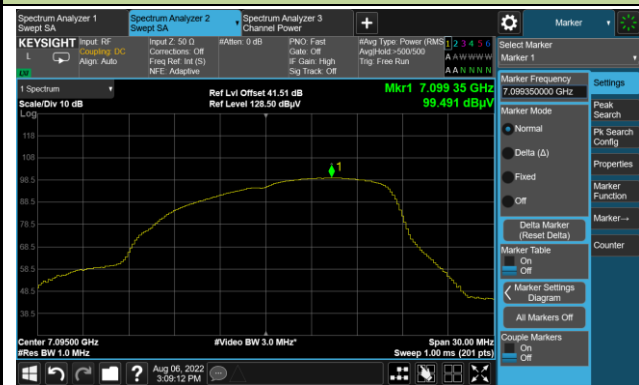 Spectrum Analyzer 1
Swept SA
Spectrum Analyzer 2
Swept SA
Spectrum Analyzer 3
Channel Power
Marker
KEYSIGHT
L
Input: RF
Coupling: DC
Align: Auto
Input Z: 50 Ω
Corrections: Off
Freq Ref: Int (S)
NFE: Adaptive
#Atten: 0 dB
PNO: Fast
Gate: Off
IF Gain: High
Sig Track: Off
#Avg Type: Power (RMS
Avg|Hold:>500/500
Trig: Free Run
1 2 3 4 5 6
A W W W W W
A A N N N N
Select Marker
Marker 1
1 Spectrum
Scale/Div 10 dB
Log
Ref Lvl Offset 41.51 dB
Ref Level 128.50 dBµV
Mkr1 7.099 35 GHz
99.491 dBµV
118
108
98.5
88.5
78.5
68.5
58.5
48.5
38.5
1
Center 7.09500 GHz
#Res BW 1.0 MHz
#Video BW 3.0 MHz*
Span 30.00 MHz
Sweep 1.00 ms (201 pts)
Marker Frequency
7.099350000 GHz
Marker Mode
Normal
Delta (Δ)
Fixed
Off
Delta Marker
(Reset Delta)
Marker Table
On
Off
Marker Settings
Diagram
All Markers Off
Couple Markers
On
Off
Settings
Peak
Search
Pk Search
Config
Properties
Marker
Function
Marker→
Counter
Aug 06, 2022
3:09:12 PM